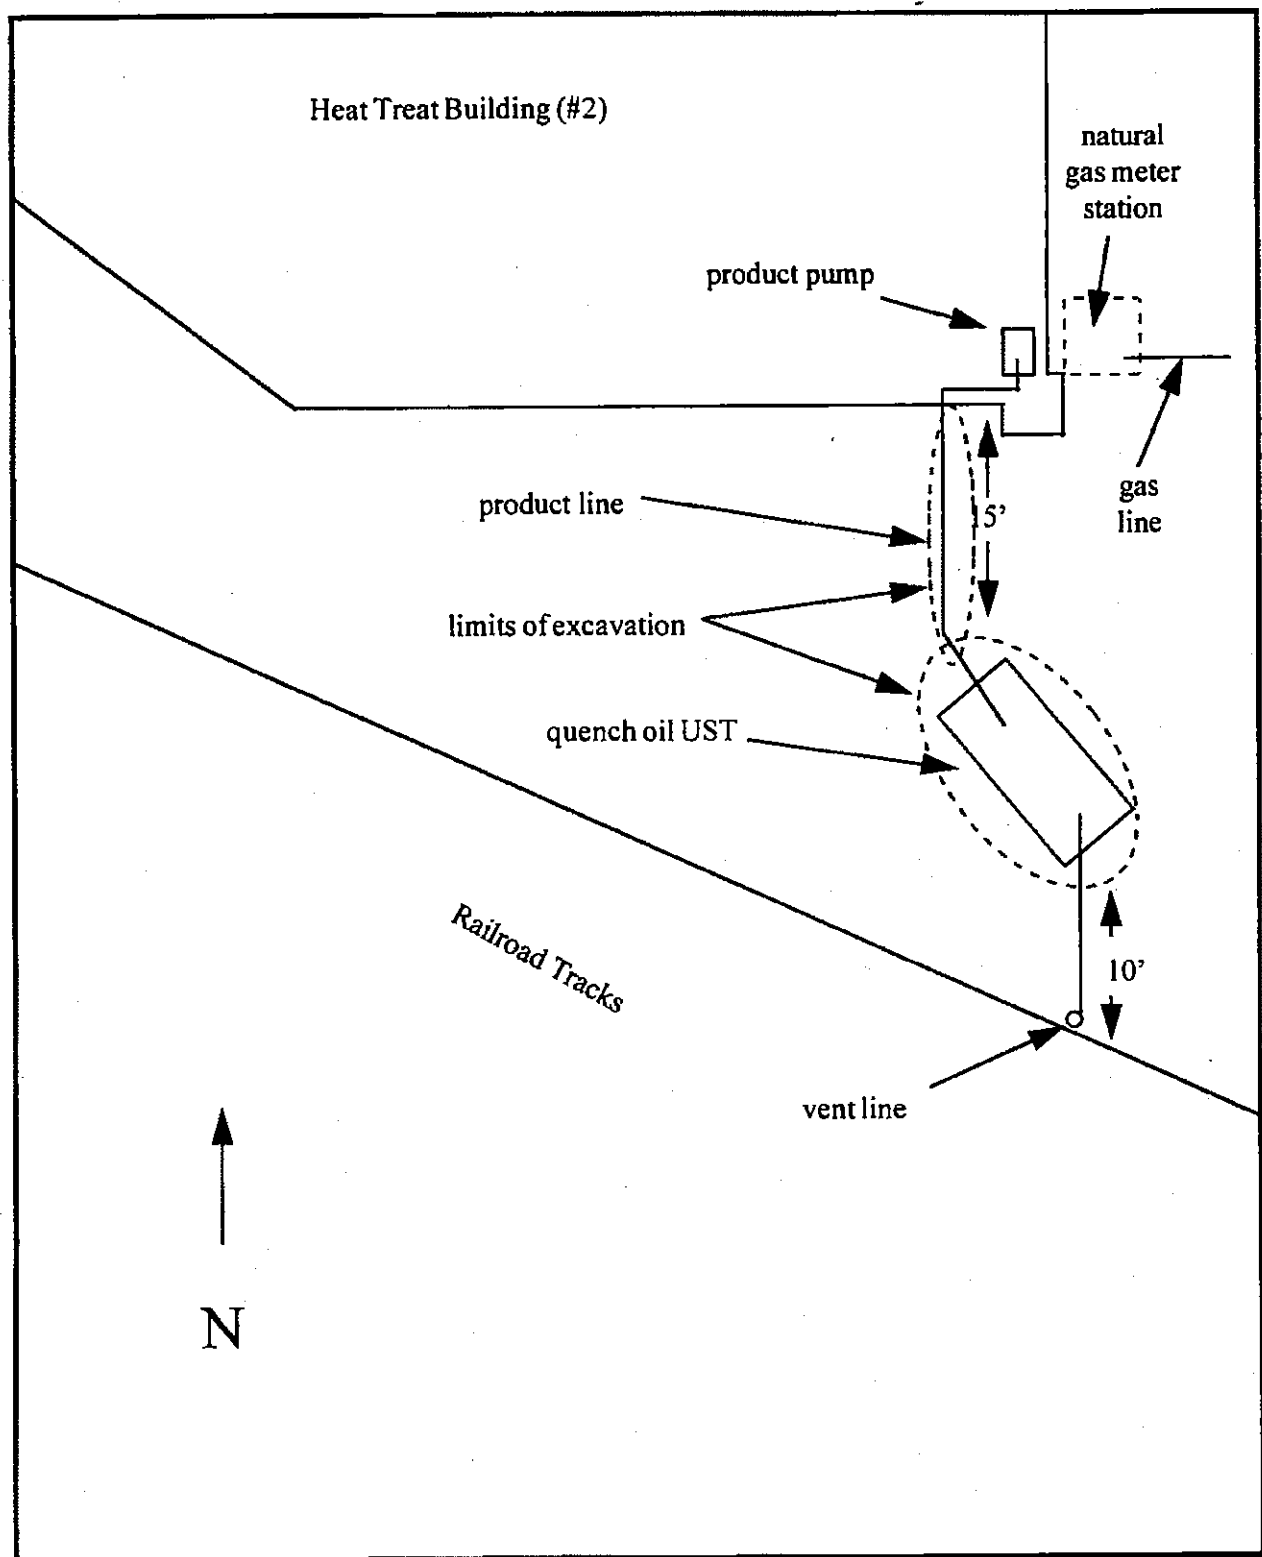 Heat Treat Building (#2)
natural
gas meter
station
product pump
product line
15’
gas
line
limits of excavation
quench oil UST
Railroad Tracks
10’
vent line
N